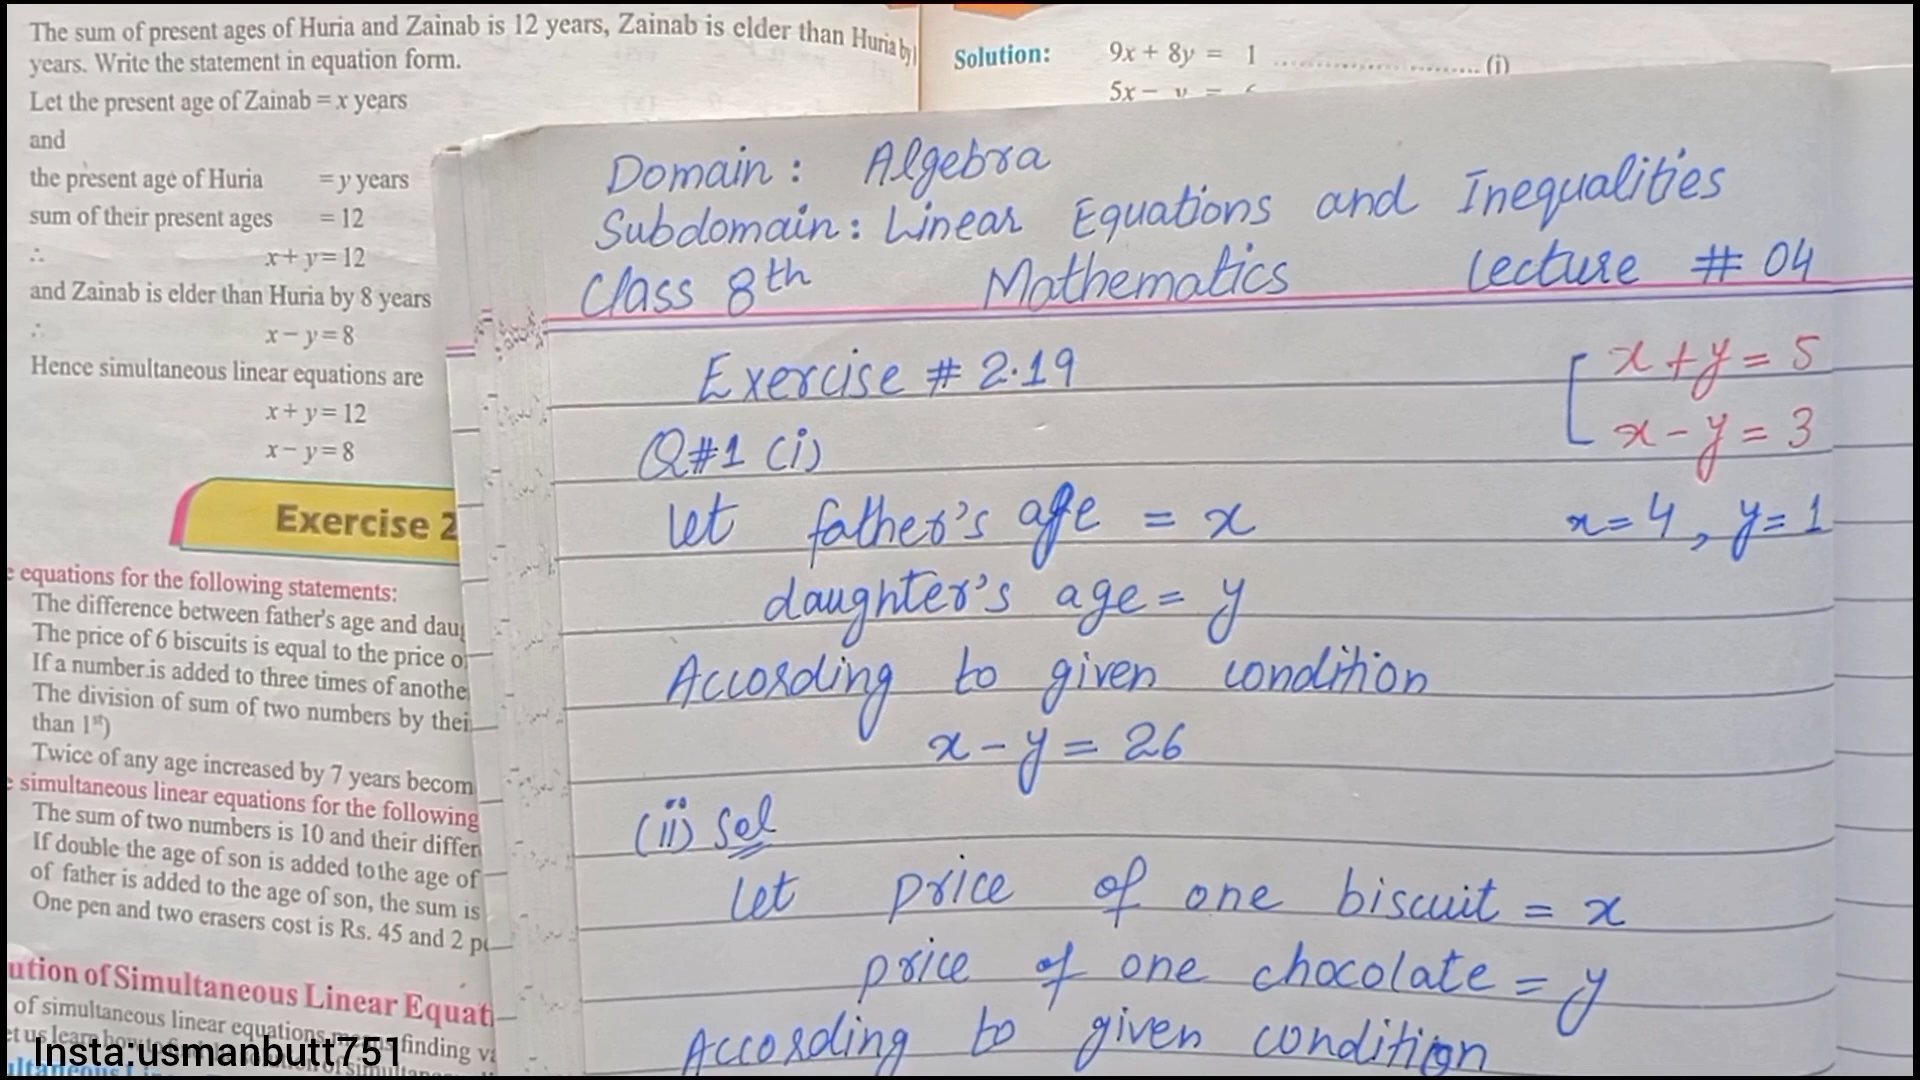 The sum of present ages of Huria and Zainab is 12 years, Zainab is elder than Huria by
years. Write the statement in equation form.
Let the present age of Zainab = x years
and
the present age of Huria = y years
sum of their present ages = 12
∴ x + y = 12
and Zainab is elder than Huria by 8 years
∴ x - y = 8
Hence simultaneous linear equations are
x + y = 12
x - y = 8
Exercise 2
equations for the following statements:
The difference between father's age and
The price of 6 biscuits is equal to the price
If a number is added to three times of
The division of sum of two numbers by
than 1st)
Twice of any age increased by 7 years
simultaneous linear equations for the following
The sum of two numbers is 10 and their
If double the age of son is added to the age of
of father is added to the age of son, the sum is
One pen and two erasers cost is Rs. 45 and 2
of Simultaneous Linear
of simultaneous linear equations finding
Insta:usmanbutt751
Solution: 9x + 8y = 1 (i)
5x - y =
Domain: Algebra
Subdomain: Linear Equations and Inequalities
Class 8th Mathematics Lecture # 04
Exercise # 2.19
x + y = 5
x - y = 3
x = 4, y = 1
Q#1 (i)
Let father's age = x
daughter's age = y
According to given condition
x - y = 26
(ii) Sol
Let price of one biscuit = x
price of one chocolate = y
According to given condition